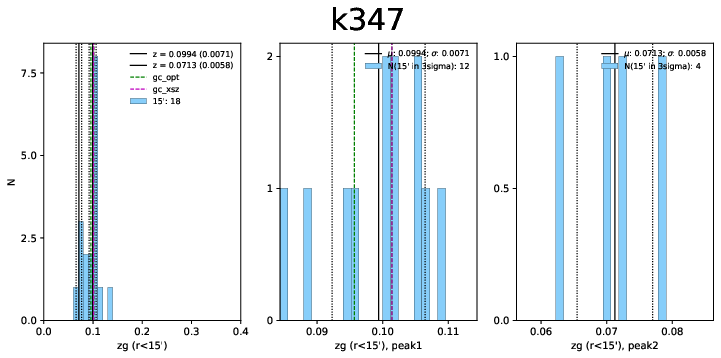 k347
z = 0.0994 (0.0071)
z = 0.0713 (0.0058)
gc_opt
gc_xsz
15': 18
N
7.5
5.0
2.5
0.0
0.0 0.1 0.2 0.3 0.4
zg (r<15')
μ: 0.0994; σ: 0.0071
N(15' in 3sigma): 12
2
1
0
0.09 0.10 0.11
zg (r<15'), peak1
μ: 0.0713; σ: 0.0058
N(15' in 3sigma): 4
1.0
0.5
0.0
0.06 0.07 0.08
zg (r<15'), peak2